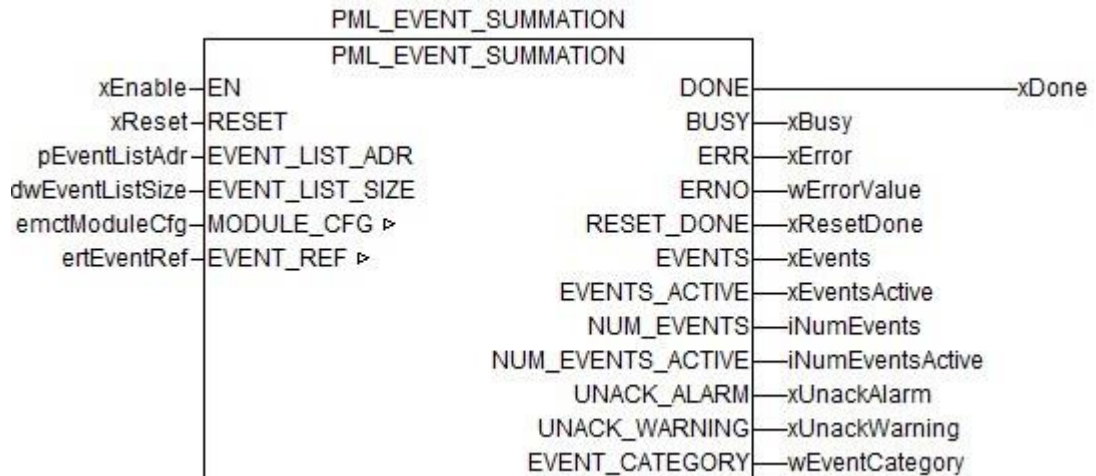 PML_EVENT_SUMMATION
PML_EVENT_SUMMATION
xEnable EN DONE xDone
xReset RESET BUSY xBusy
pEventListAdr EVENT_LIST_ADR ERR xError
dwEventListSize EVENT_LIST_SIZE ERNO wErrorValue
emctModuleCfg MODULE_CFG RESET_DONE xResetDone
ertEventRef EVENT_REF EVENTS xEvents
EVENTS_ACTIVE xEventsActive
NUM_EVENTS iNumEvents
NUM_EVENTS_ACTIVE iNumEventsActive
UNACK_ALARM xUnackAlarm
UNACK_WARNING xUnackWarning
EVENT_CATEGORY wEventCategory